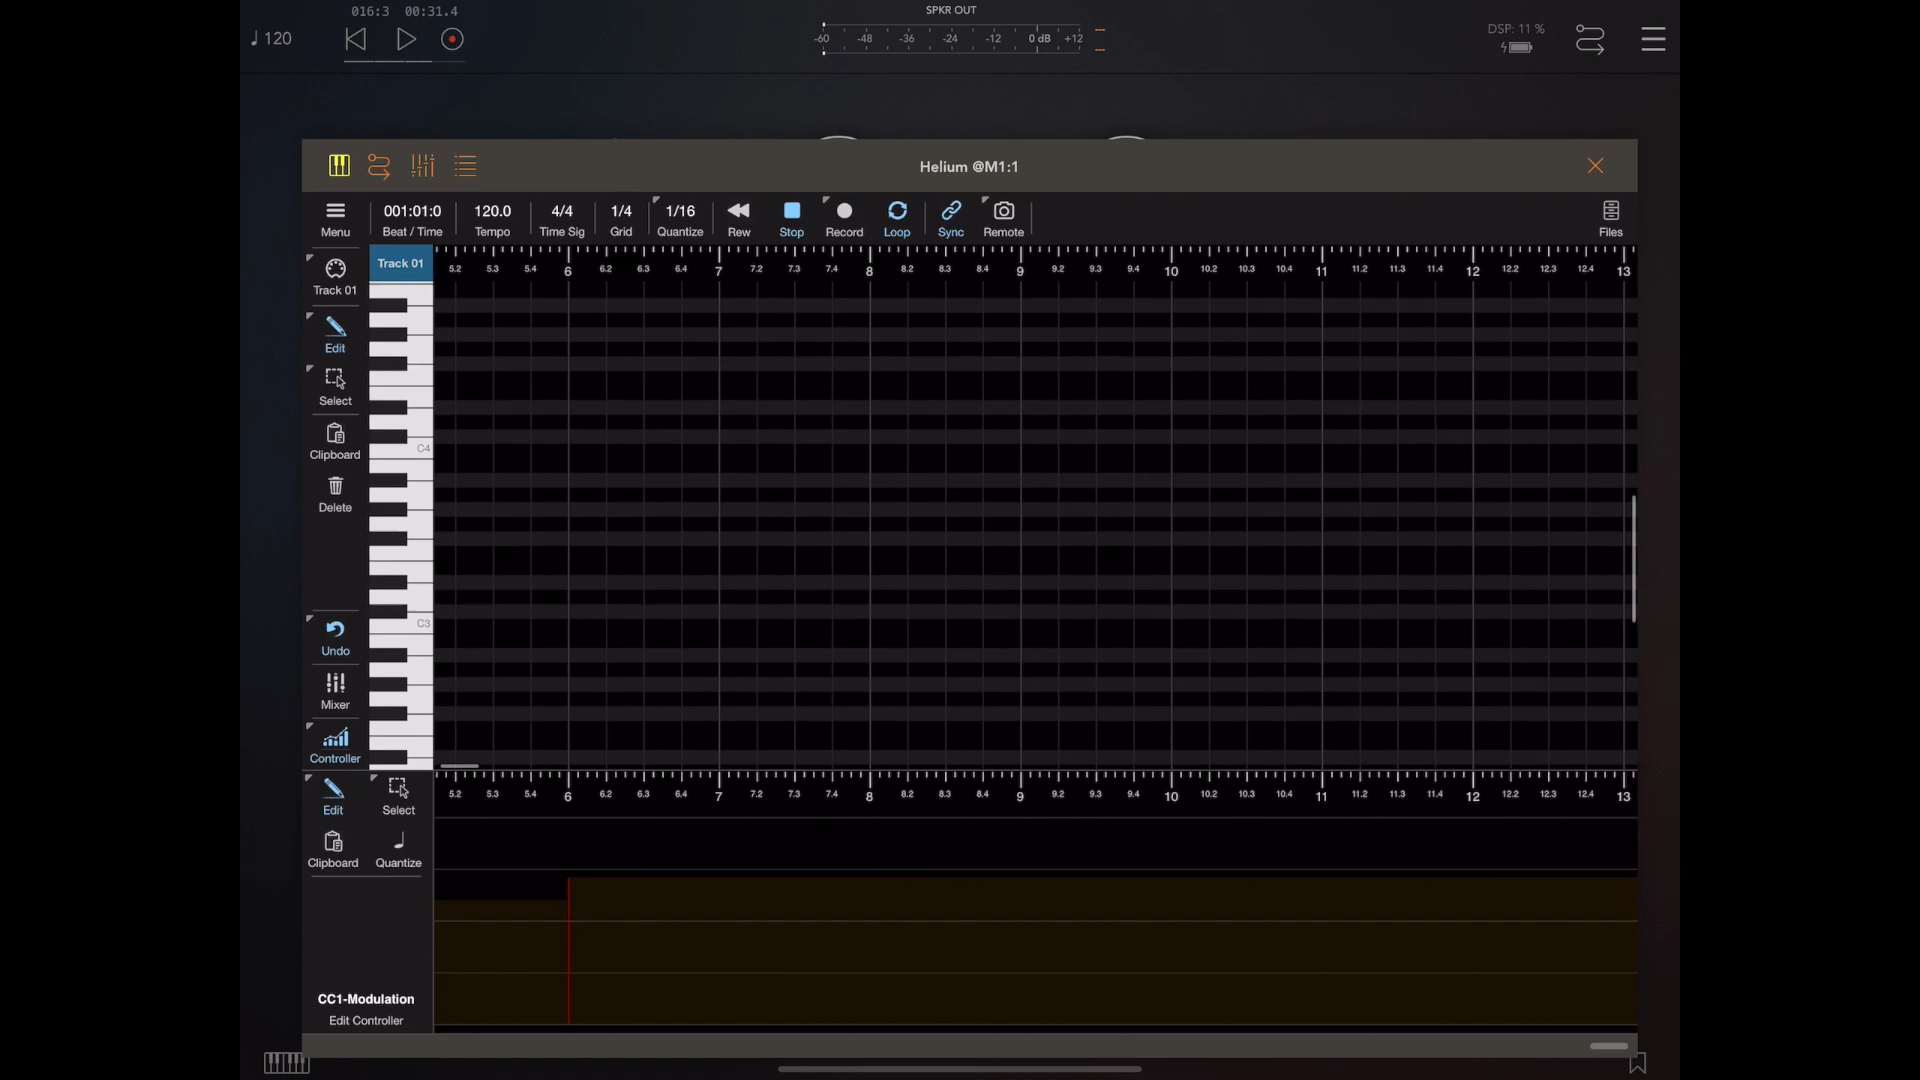 016:3 00:31.4
SPKR OUT
♩ 120
-60 -48 -36 -24 -12 0 dB +12
DSP: 11 %
Helium @M1:1
001:01:0 120.0 4/4 1/4 1/16
Menu Beat / Time Tempo Time Sig Grid Quantize Rew Stop Record Loop Sync Remote Files
Track 01
5.2 5.3 5.4 6 6.2 6.3 6.4 7 7.2 7.3 7.4 8 8.2 8.3 8.4 9 9.2 9.3 9.4 10 10.2 10.3 10.4 11 11.2 11.3 11.4 12 12.2 12.3 12.4 13
Track 01
Edit
Select
C4
Clipboard
Delete
C3
Undo
Mixer
Controller
5.2 5.3 5.4 6 6.2 6.3 6.4 7 7.2 7.3 7.4 8 8.2 8.3 8.4 9 9.2 9.3 9.4 10 10.2 10.3 10.4 11 11.2 11.3 11.4 12 12.2 12.3 12.4 13
Edit Select
Clipboard Quantize
CC1-Modulation
Edit Controller